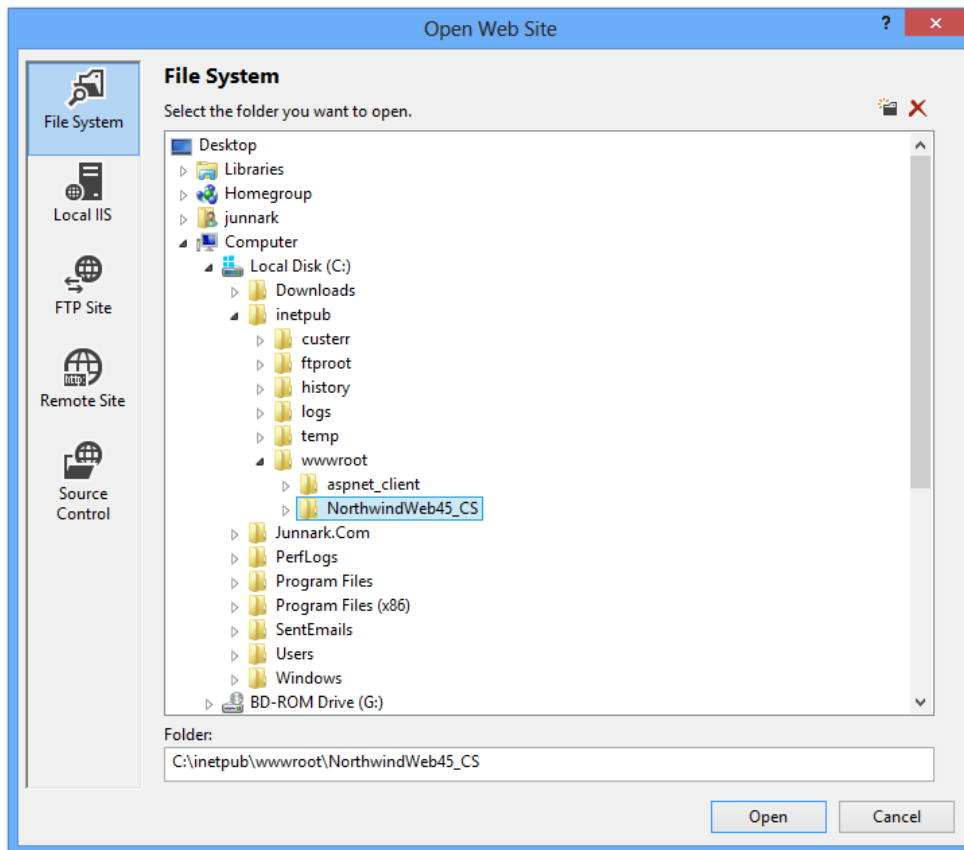 Open Web Site
?
File System
Local IIS
FTP Site
http:
Remote Site
Source
Control
File System
Select the folder you want to open.
Desktop
Libraries
Homegroup
junnark
Computer
Local Disk (C:)
Downloads
inetpub
custerr
ftproot
history
logs
temp
wwwroot
aspnet_client
NorthwindWeb45_CS
Junnark.Com
PerfLogs
Program Files
Program Files (x86)
SentEmails
Users
Windows
BD-ROM Drive (G:)
Folder:
C:\inetpub\wwwroot\NorthwindWeb45_CS
Open
Cancel